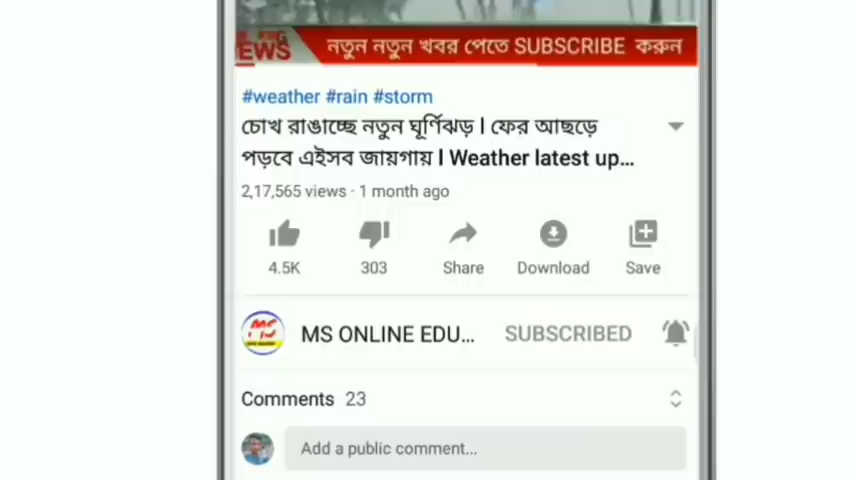 NEWS
নতুন নতুন খবর পেতে SUBSCRIBE করুন
#weather #rain #storm
চোখ রাঙাচ্ছে নতুন ঘূর্ণিঝড় l ফের আছড়ে
পড়বে এইসব জায়গায় l Weather latest up...
2,17,565 views · 1 month ago
4.5K 303 Share Download Save
MS ONLINE EDU... SUBSCRIBED
Comments 23
Add a public comment...